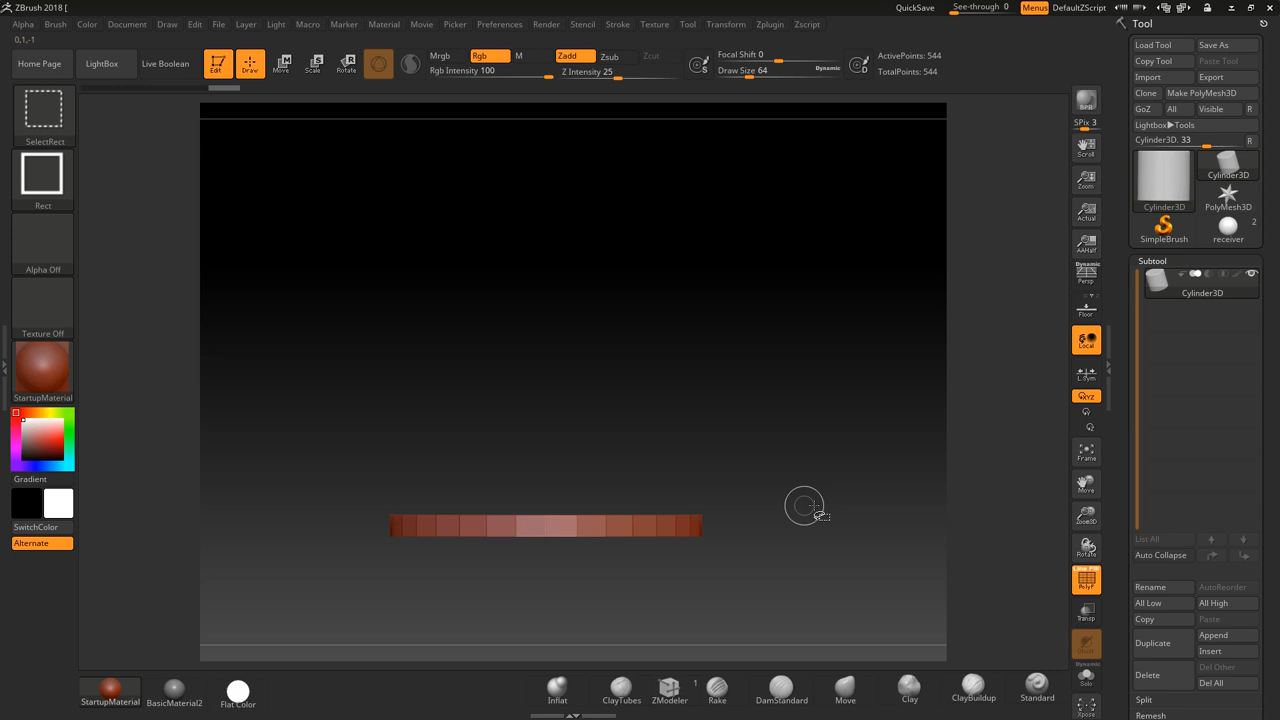 ZBrush 2018 [
QuickSave See-through 0 Menus DefaultZScript
Alpha Brush Color Document Draw Edit File Layer Light Macro Marker Material Movie Picker Preferences Render Stencil Stroke Texture Tool Transform Zplugin Zscript
0,1,-1
Home Page LightBox Live Boolean
Edit Draw Move Scale Rotate
Mrgb Rgb M Zadd Zsub Zcut
Rgb Intensity 100 Z Intensity 25
Focal Shift 0
Draw Size 64 Dynamic
S D
ActivePoints: 544
TotalPoints: 544
SelectRect
Rect
Alpha Off
Texture Off
StartupMaterial
Gradient
SwitchColor
Alternate
BPR
SPix 3
Scroll
Zoom
Actual
AAHalf
Dynamic
Persp
Floor
Local
L.Sym
XYZ
Frame
Move
Zoom3D
Rotate
Line Fill
PolyF
Transp
Ghost
Dynamic
Solo
Xpose
Tool
Load Tool Save As
Copy Tool Paste Tool
Import Export
Clone Make PolyMesh3D
GoZ All Visible R
Lightbox▶Tools
Cylinder3D. 33 R
Cylinder3D Cylinder3D
PolyMesh3D
SimpleBrush receiver 2
Subtool
Cylinder3D
List All
Auto Collapse
Rename AutoReorder
All Low All High
Copy Paste
Duplicate Append
Insert
Delete Del Other
Del All
Split
Remesh
StartupMaterial BasicMaterial2 Flat Color
Inflat ClayTubes ZModeler 1 Rake DamStandard Move Clay ClayBuildup Standard